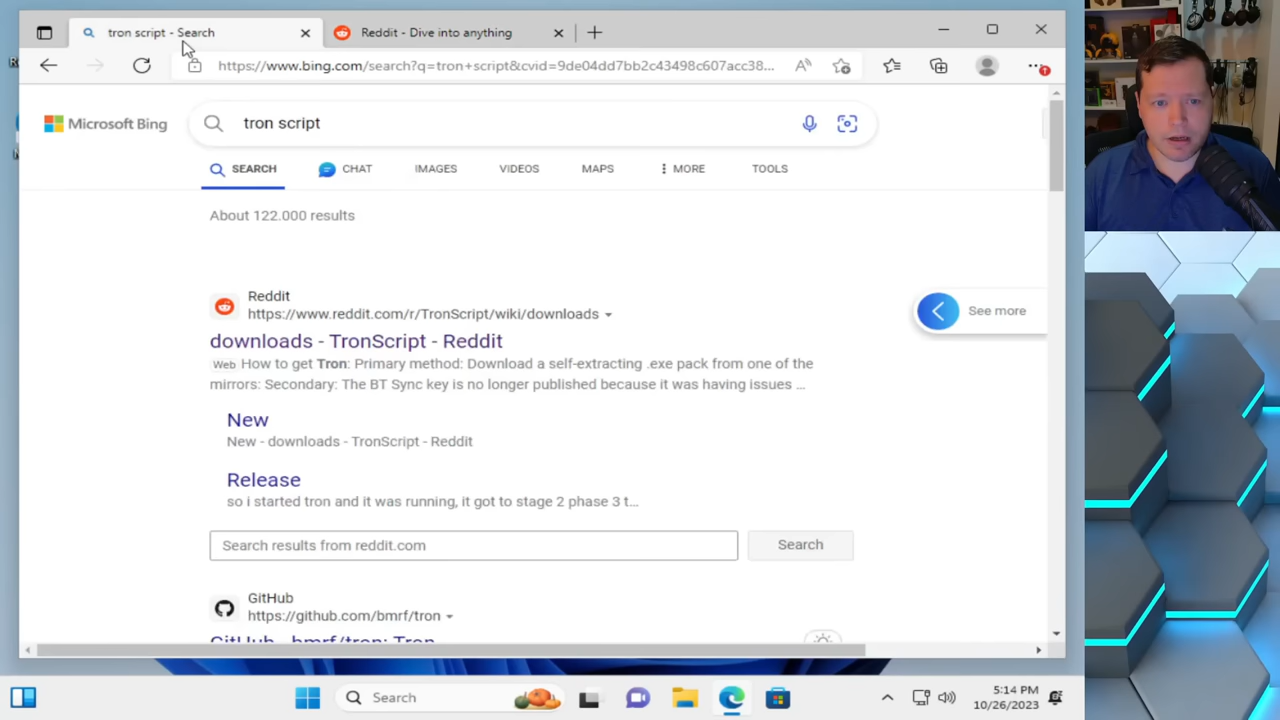 tron script - Search
Reddit - Dive into anything
https://www.bing.com/search?q=tron+script&cvid=9de04dd7bb2c43498c607acc38...
Microsoft Bing
tron script
SEARCH
CHAT
IMAGES
VIDEOS
MAPS
MORE
TOOLS
About 122.000 results
Reddit
https://www.reddit.com/r/TronScript/wiki/downloads
downloads - TronScript - Reddit
Web How to get Tron: Primary method: Download a self-extracting .exe pack from one of the
mirrors: Secondary: The BT Sync key is no longer published because it was having issues ...
See more
New
New - downloads - TronScript - Reddit
Release
so i started tron and it was running, it got to stage 2 phase 3 t...
Search results from reddit.com
Search
GitHub
https://github.com/bmrf/tron
GitHub - bmrf/tron: Tron
Search
5:14 PM
10/26/2023